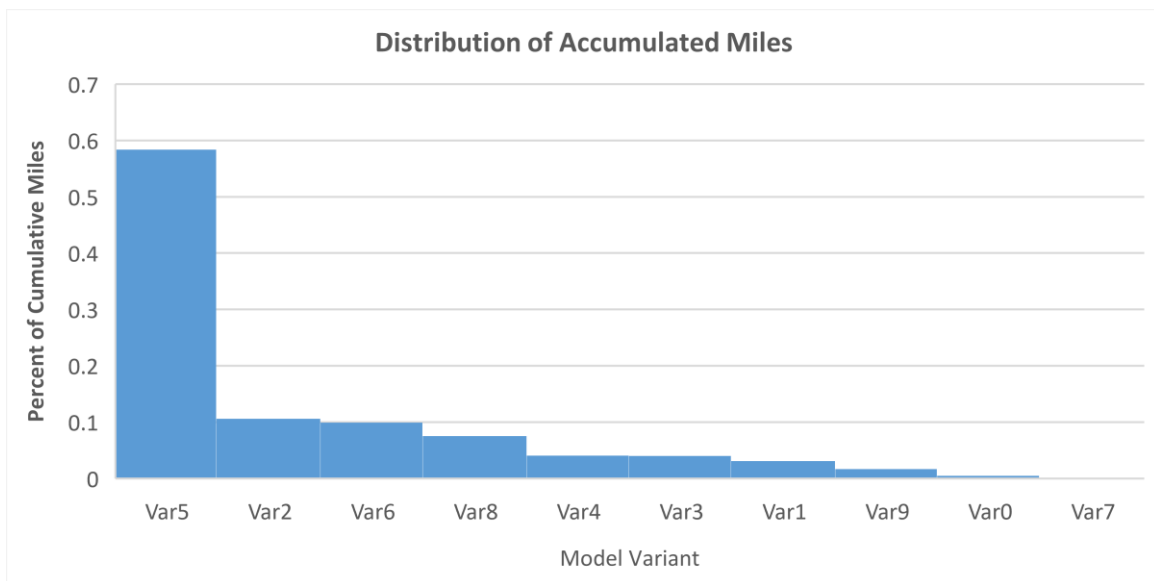 Distribution of Accumulated Miles
Percent of Cumulative Miles
0.7
0.6
0.5
0.4
0.3
0.2
0.1
0
Var5 Var2 Var6 Var8 Var4 Var3 Var1 Var9 Var0 Var7
Model Variant